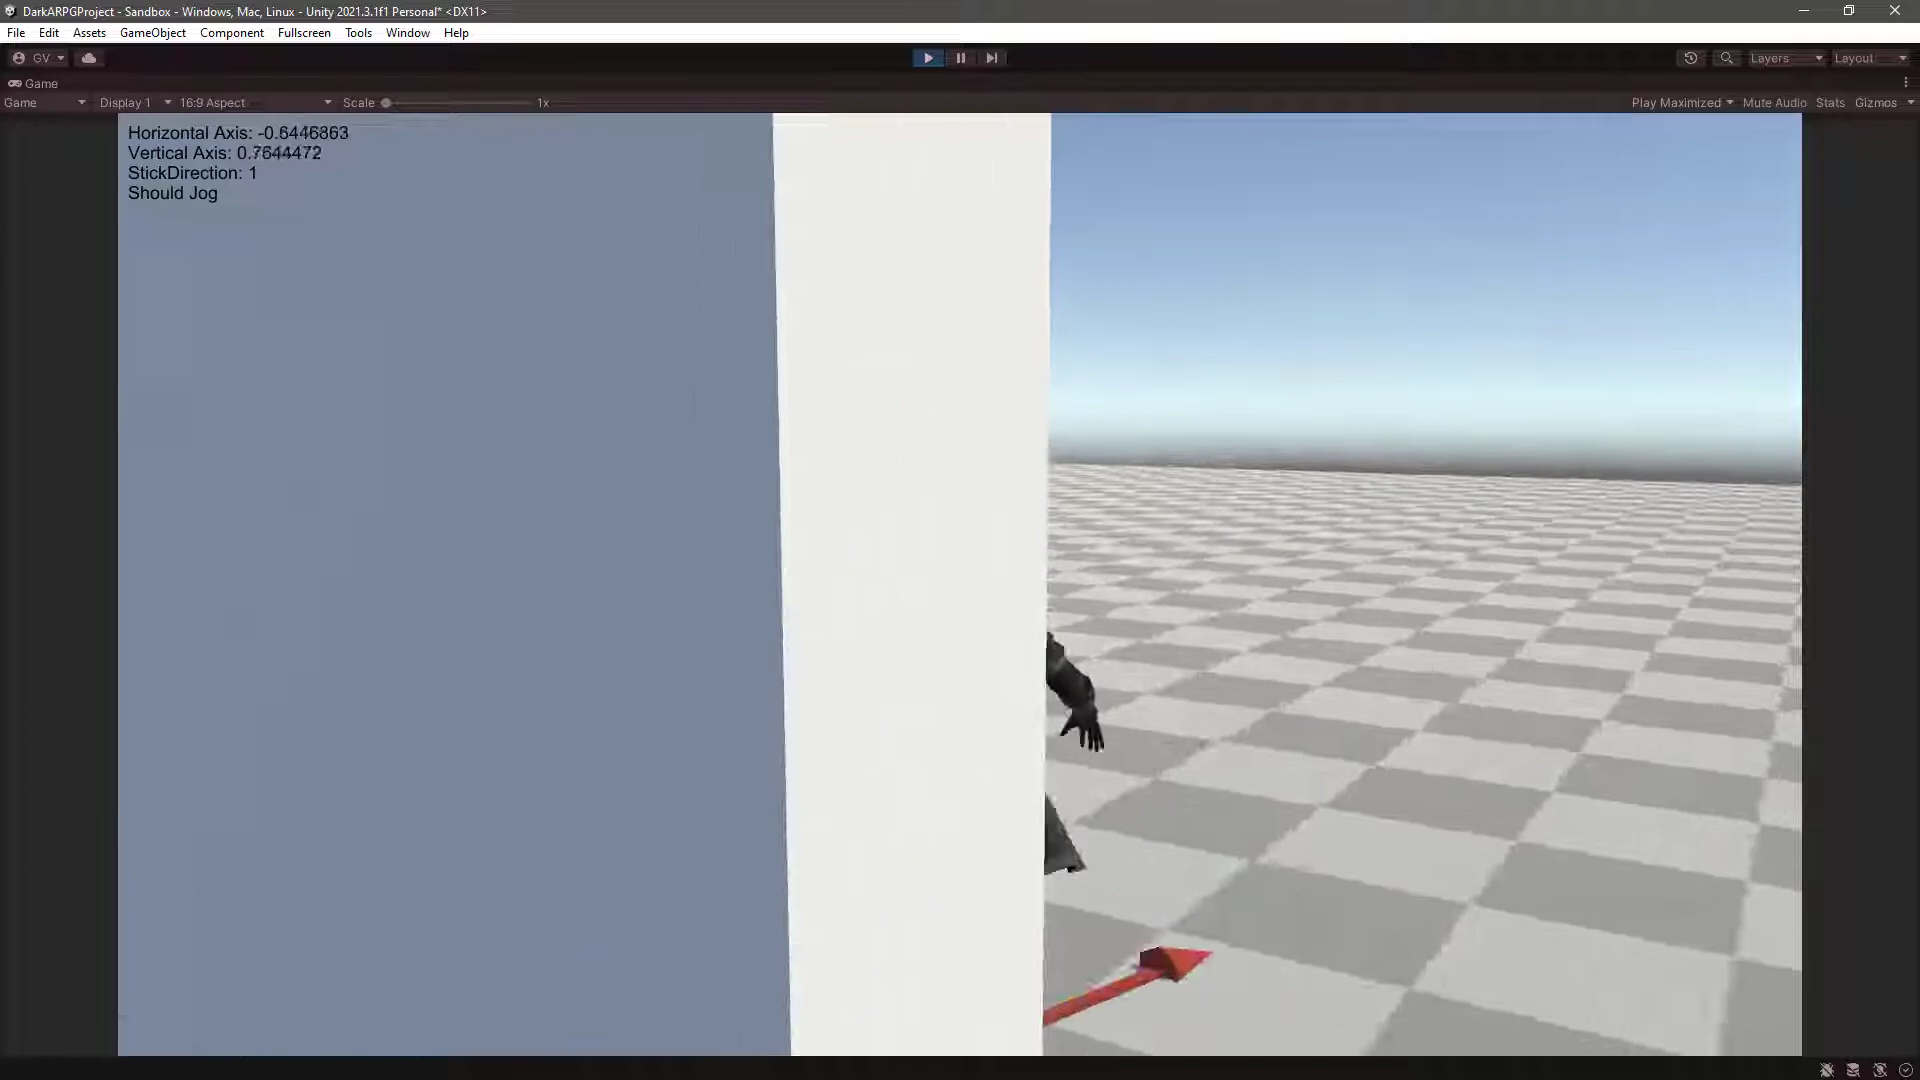 DarkARPGProject - Sandbox - Windows, Mac, Linux - Unity 2021.3.1f1 Personal* <DX11>
File Edit Assets GameObject Component Fullscreen Tools Window Help
GV Layers Layout
Game
Game Display 1 16:9 Aspect Scale 1x Play Maximized Mute Audio Stats Gizmos
Horizontal Axis: -0.6446863
Vertical Axis: 0.7644472
StickDirection: 1
Should Jog